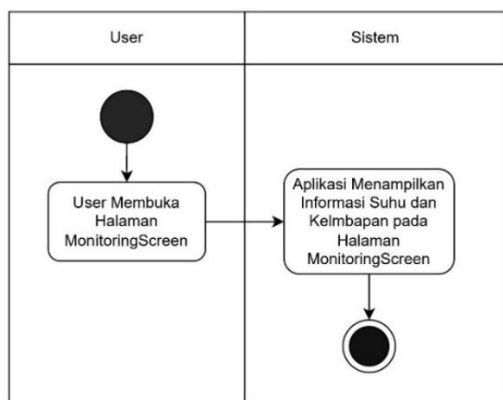 User
Sistem
User Membuka
Halaman
MonitoringScreen
Aplikasi Menampilkan
Informasi Suhu dan
Kelmbapan pada
Halaman
MonitoringScreen